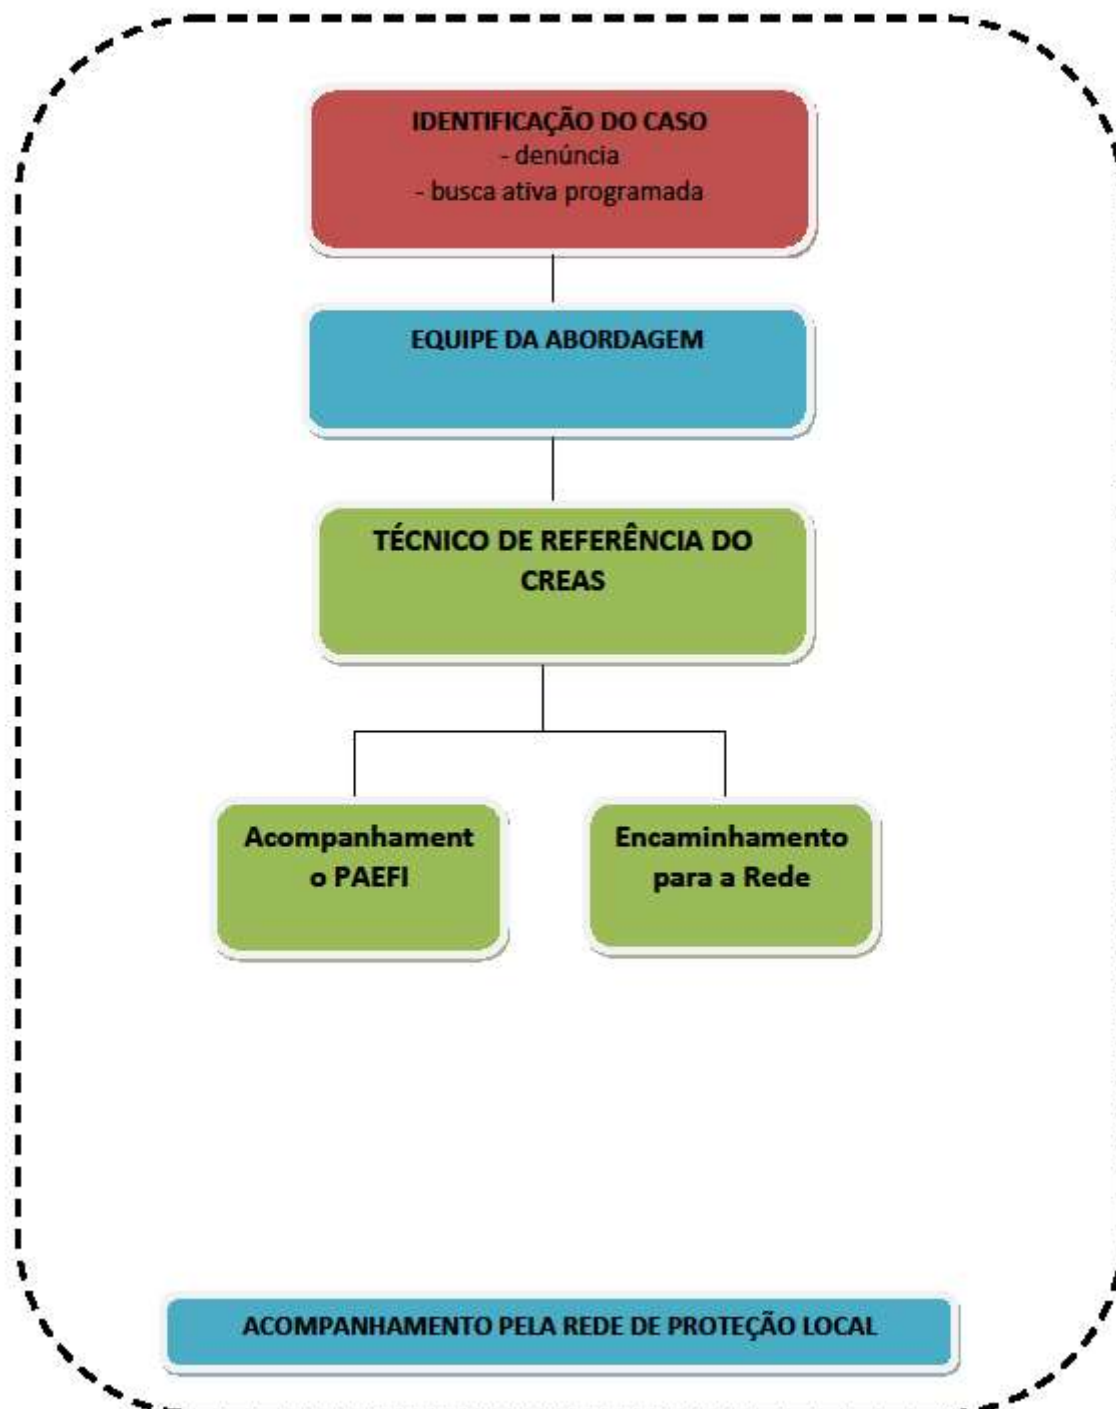 IDENTIFICAÇÃO DO CASO
- denúncia
- busca ativa programada
EQUIPE DA ABORDAGEM
TÉCNICO DE REFERÊNCIA DO
CREAS
Acompanhament
o PAEFI
Encaminhamento
para a Rede
ACOMPANHAMENTO PELA REDE DE PROTEÇÃO LOCAL